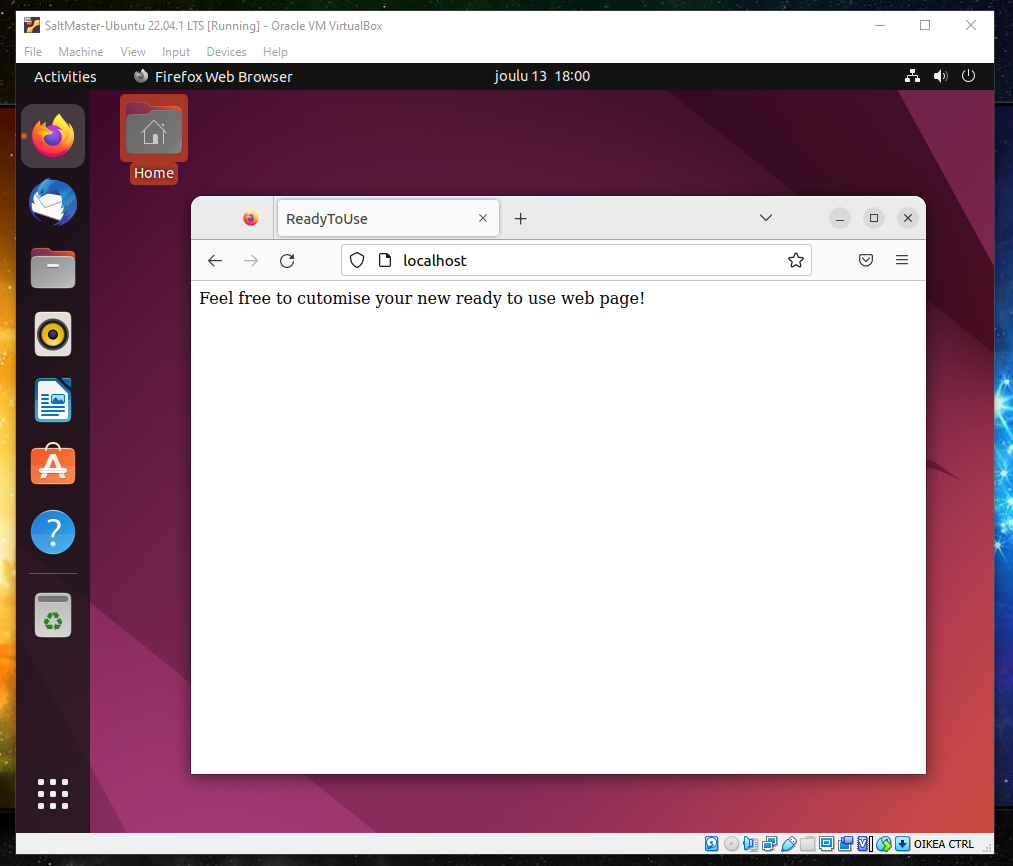 SaltMaster-Ubuntu 22.04.1 LTS [Running] - Oracle VM VirtualBox
File Machine View Input Devices Help
Activities Firefox Web Browser joulu 13 18:00
Home
ReadyToUse
localhost
Feel free to cutomise your new ready to use web page!
OIKEA CTRL